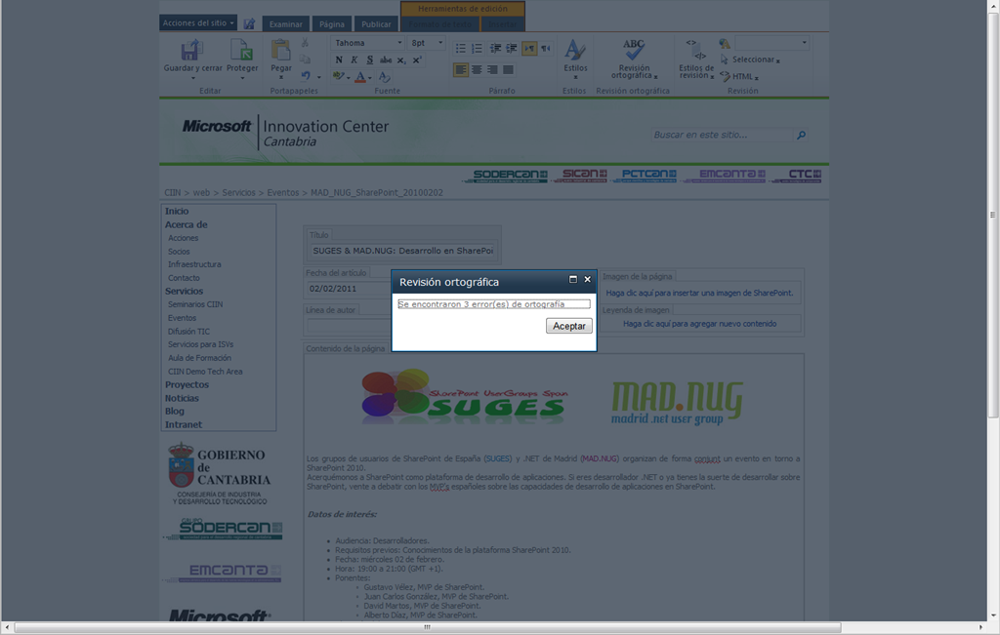 Herramientas de edición
Acciones del sitio
Examinar
Página
Publicar
Guardar y cerrar
Proteger
Pegar
Tahoma
8pt
N K S abc x₂ x²
Estilos
ABC
Revisión ortográfica
Estilos de revisión
Seleccionar
HTML
Editar
Portapapeles
Fuente
Párrafo
Estilos
Revisión ortográfica
Revisión
Microsoft
Innovation Center
Cantabria
Buscar en este sitio...
SODERCAN
SICAN
PCTCAN
EMCANTA
CTC
CIIN > web > Servicios > Eventos > MAD_NUG_SharePoint_20100202
Inicio
Acerca de
Acciones
Socios
Infraestructura
Contacto
Servicios
Seminarios CIIN
Eventos
Difusión TIC
Servicios para ISVs
Aula de Formación
CIIN Demo Tech Area
Proyectos
Noticias
Blog
Intranet
GOBIERNO
de
CANTABRIA
CONSEJERÍA DE INDUSTRIA
Y DESARROLLO TECNOLÓGICO
GRUPO
SODERCAN
EMCANTA
Microsoft
Título
SUGES & MAD.NUG: Desarrollo en SharePoi
Fecha del artículo
02/02/2011
Línea de autor
Imagen de la página
Haga clic aquí para insertar una imagen de SharePoint.
Leyenda de imagen
Haga clic aquí para agregar nuevo contenido
Revisión ortográfica
Se encontraron 3 error(es) de ortografía
Aceptar
Contenido de la página
SharePoint UserGroups Spain
SUGES
MAD.NUG
madrid .net user group
Los grupos de usuarios de SharePoint de España (SUGES) y .NET de Madrid (MAD.NUG) organizan de forma conjunt un evento en torno a
SharePoint 2010.
Acerquémonos a SharePoint como plataforma de desarrollo de aplicaciones. Si eres desarrollador .NET o ya tienes la suerte de desarrollar sobre
SharePoint, vente a debatir con los MVP's españoles sobre las capacidades de desarrollo de aplicaciones en SharePoint.
Datos de interés:
Audiencia: Desarrolladores.
Requisitos previos: Conocimientos de la plataforma SharePoint 2010.
Fecha: miércoles 02 de febrero.
Hora: 19:00 a 21:00 (GMT +1).
Ponentes:
Gustavo Vélez, MVP de SharePoint.
Juan Carlos González, MVP de SharePoint.
David Martos, MVP de SharePoint.
Alberto Díaz, MVP de SharePoint.